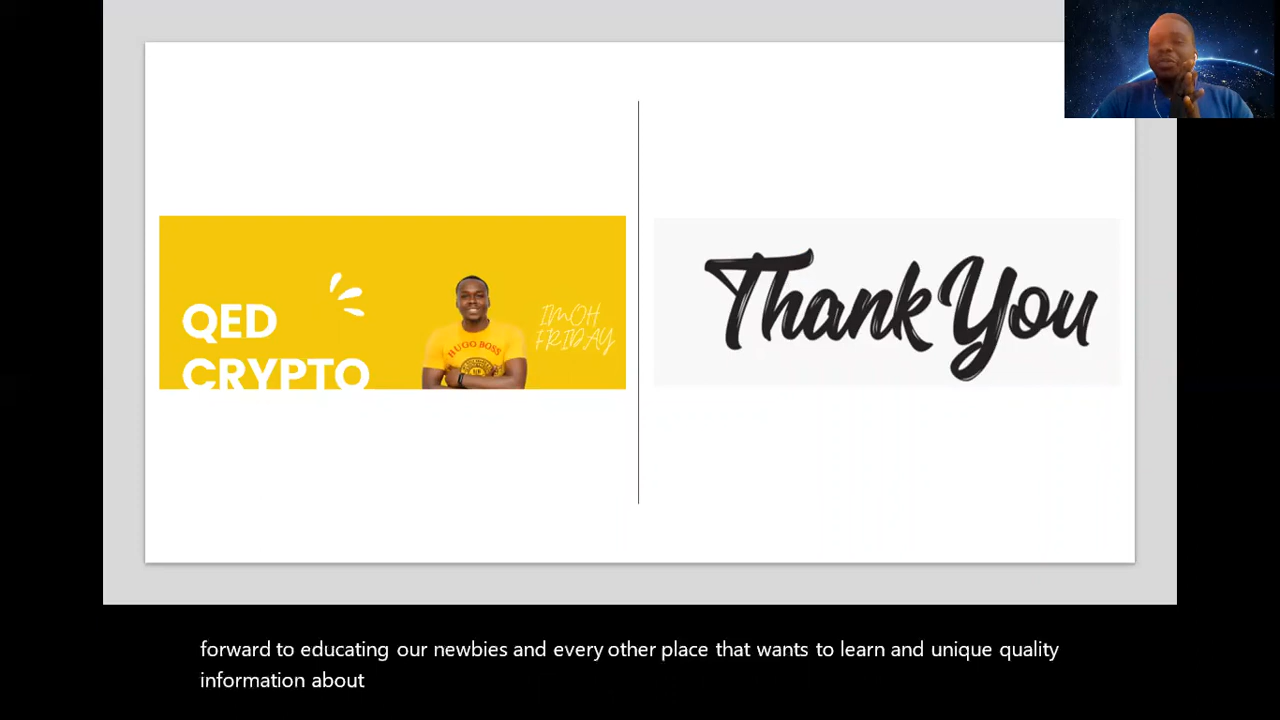 QED
CRYPTO
IMOH
FRIDAY
HUGO BOSS
Thank You
forward to educating our newbies and every other place that wants to learn and unique quality
information about